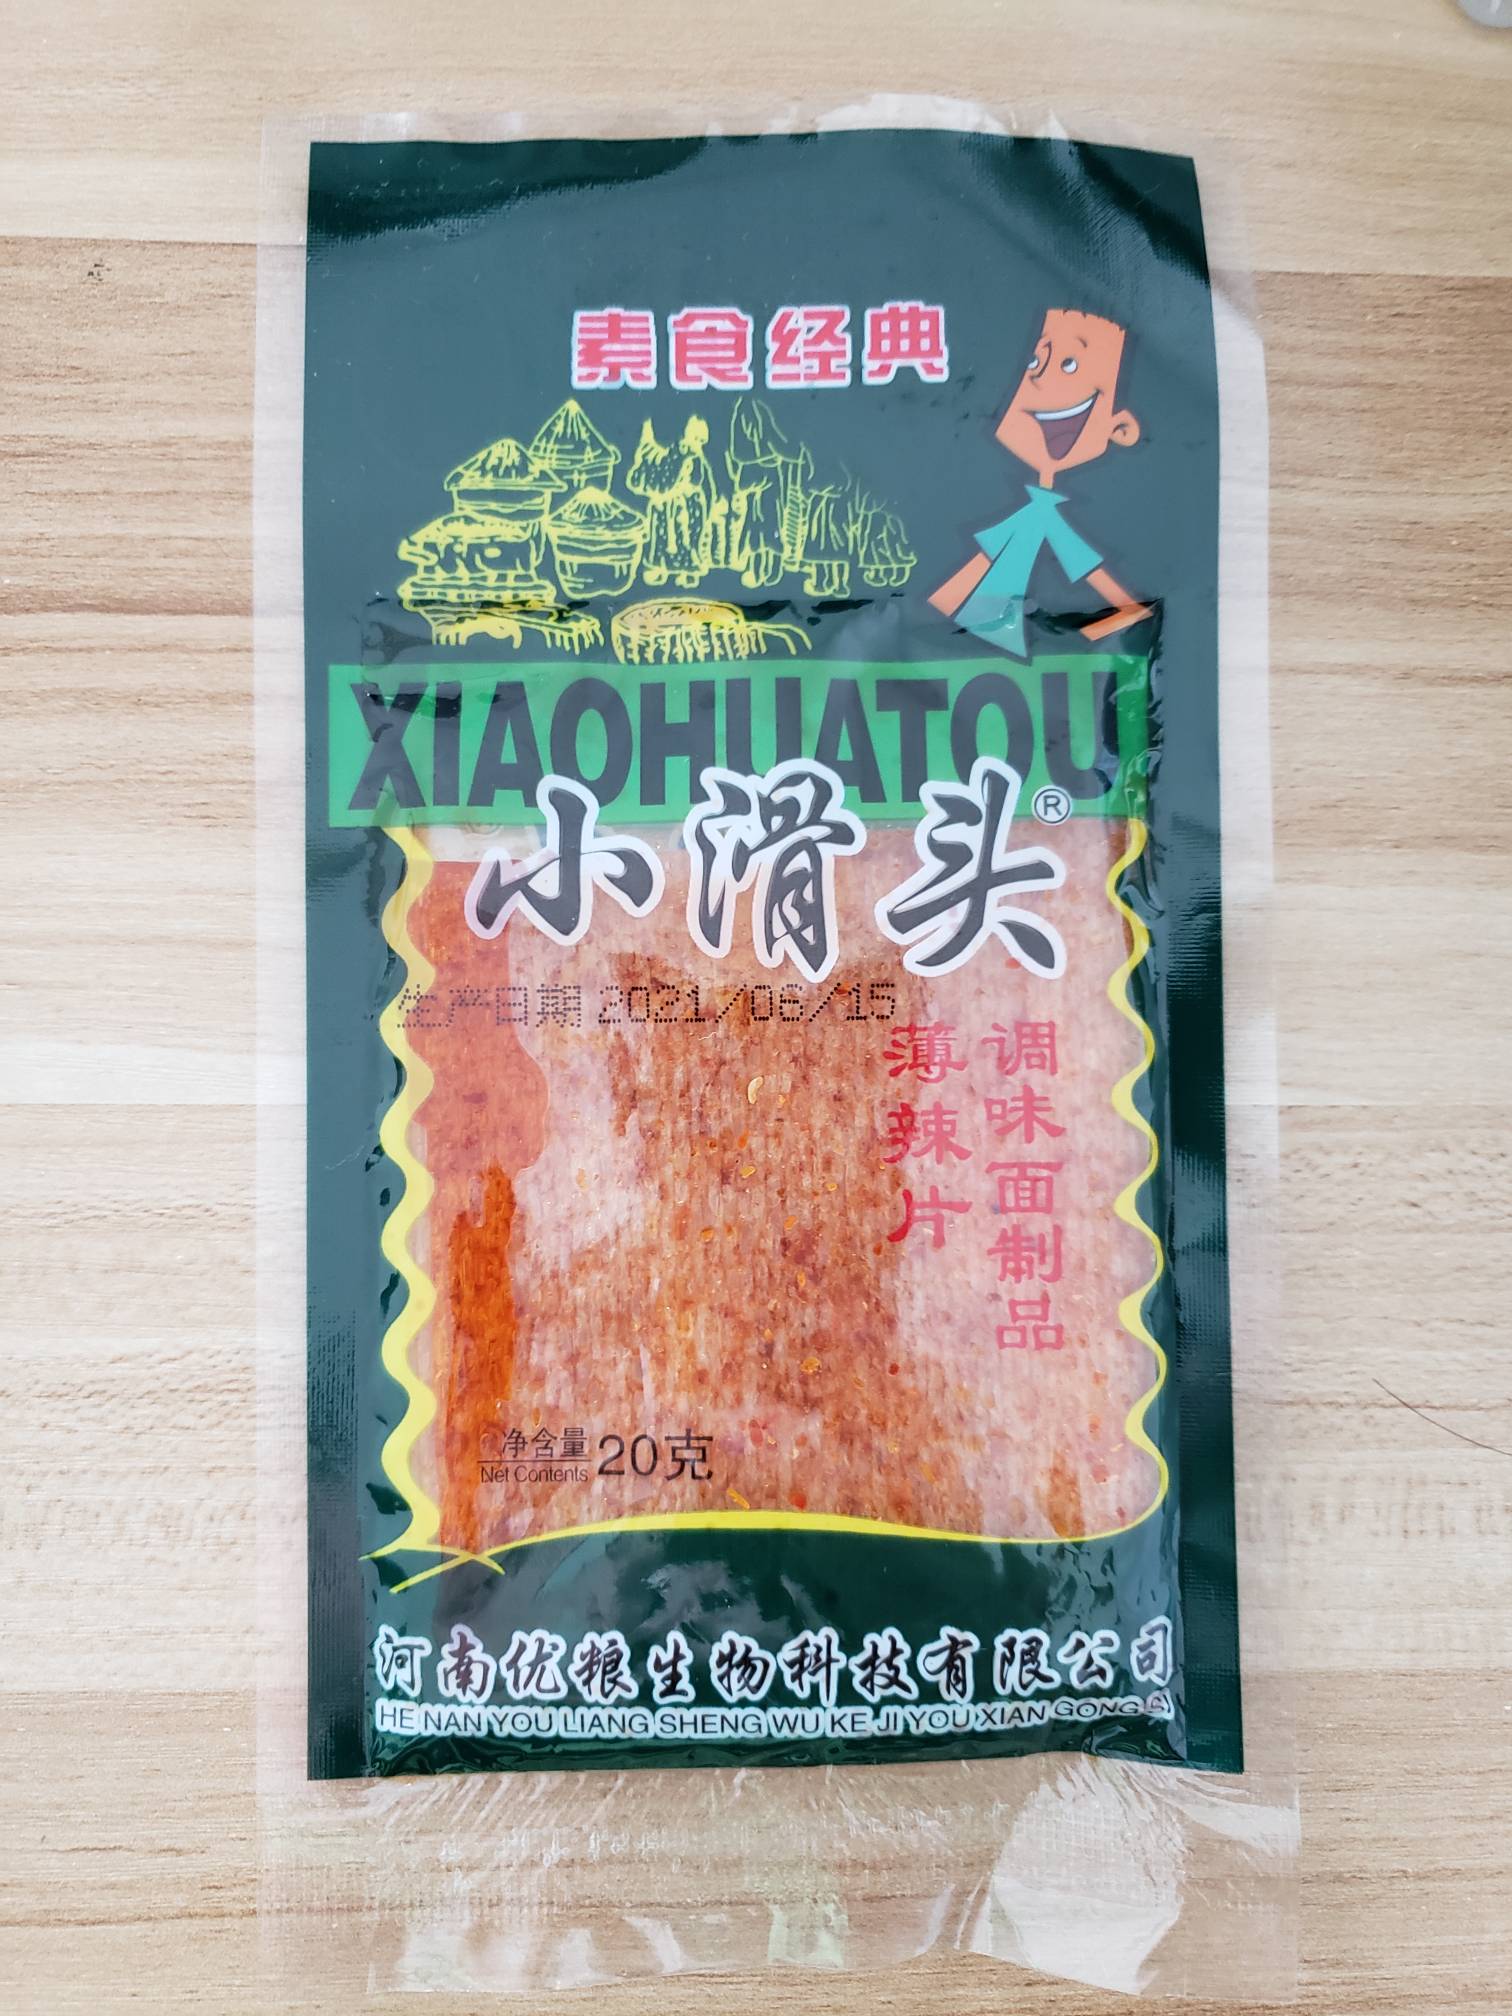 素食经典
XIAOHUATOU
小滑头®
生产日期 2021/06/15
调味面制品
薄辣片
净含量 20克
Net Contents
河南优粮生物科技有限公司
HE NAN YOU LIANG SHENG WU KE JI YOU XIAN GONG SI